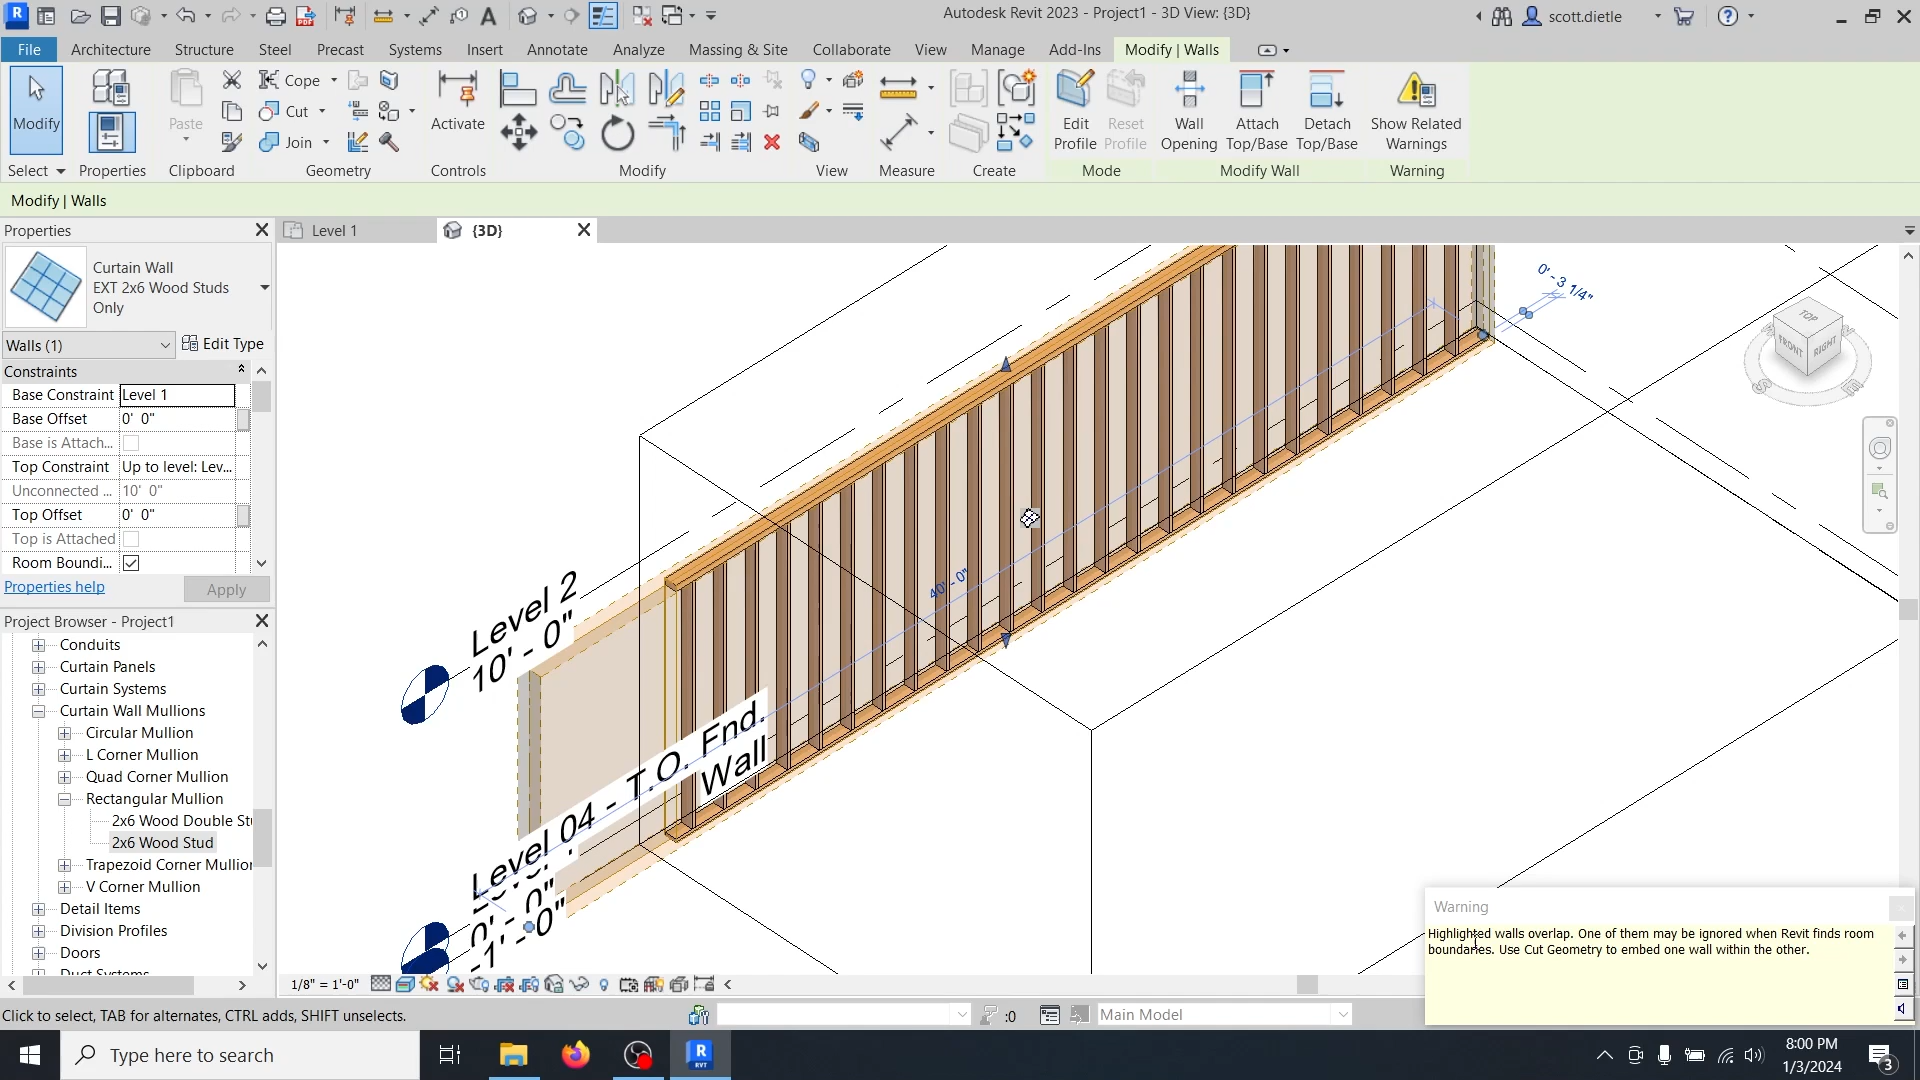 Autodesk Revit 2023 - Project1 - 3D View: {3D}
scott.dietle
File
Architecture
Structure
Steel
Precast
Systems
Insert
Annotate
Analyze
Massing & Site
Collaborate
View
Manage
Add-Ins
Modify | Walls
Modify
Select
Properties
Paste
Clipboard
Cope
Cut
Join
Geometry
Activate
Controls
Modify
View
Measure
Create
Edit Profile
Reset Profile
Mode
Wall Opening
Attach Top/Base
Detach Top/Base
Modify Wall
Show Related Warnings
Warning
Modify | Walls
Properties
Curtain Wall
EXT 2x6 Wood Studs
Only
Walls (1)
Edit Type
Constraints
Base Constraint Level 1
Base Offset 0' 0"
Base is Attach...
Top Constraint Up to level: Lev...
Unconnected ... 10' 0"
Top Offset 0' 0"
Top is Attached
Room Boundi...
Properties help
Apply
Project Browser - Project1
Conduits
Curtain Panels
Curtain Systems
Curtain Wall Mullions
Circular Mullion
L Corner Mullion
Quad Corner Mullion
Rectangular Mullion
2x6 Wood Double St
2x6 Wood Stud
Trapezoid Corner Mullion
V Corner Mullion
Detail Items
Division Profiles
Doors
Duct Systems
Level 1
{3D}
0' - 3 1/4"
TOP
FRONT
RIGHT
S
E
40' - 0"
Level 2
10' - 0"
Level 04 - T.O. Fnd.
Wall
0' - 0"
-1' - 0"
Warning
Highlighted walls overlap. One of them may be ignored when Revit finds room
boundaries. Use Cut Geometry to embed one wall within the other.
1/8" = 1'-0"
Click to select, TAB for alternates, CTRL adds, SHIFT unselects.
:0
Main Model
Type here to search
8:00 PM
1/3/2024
3